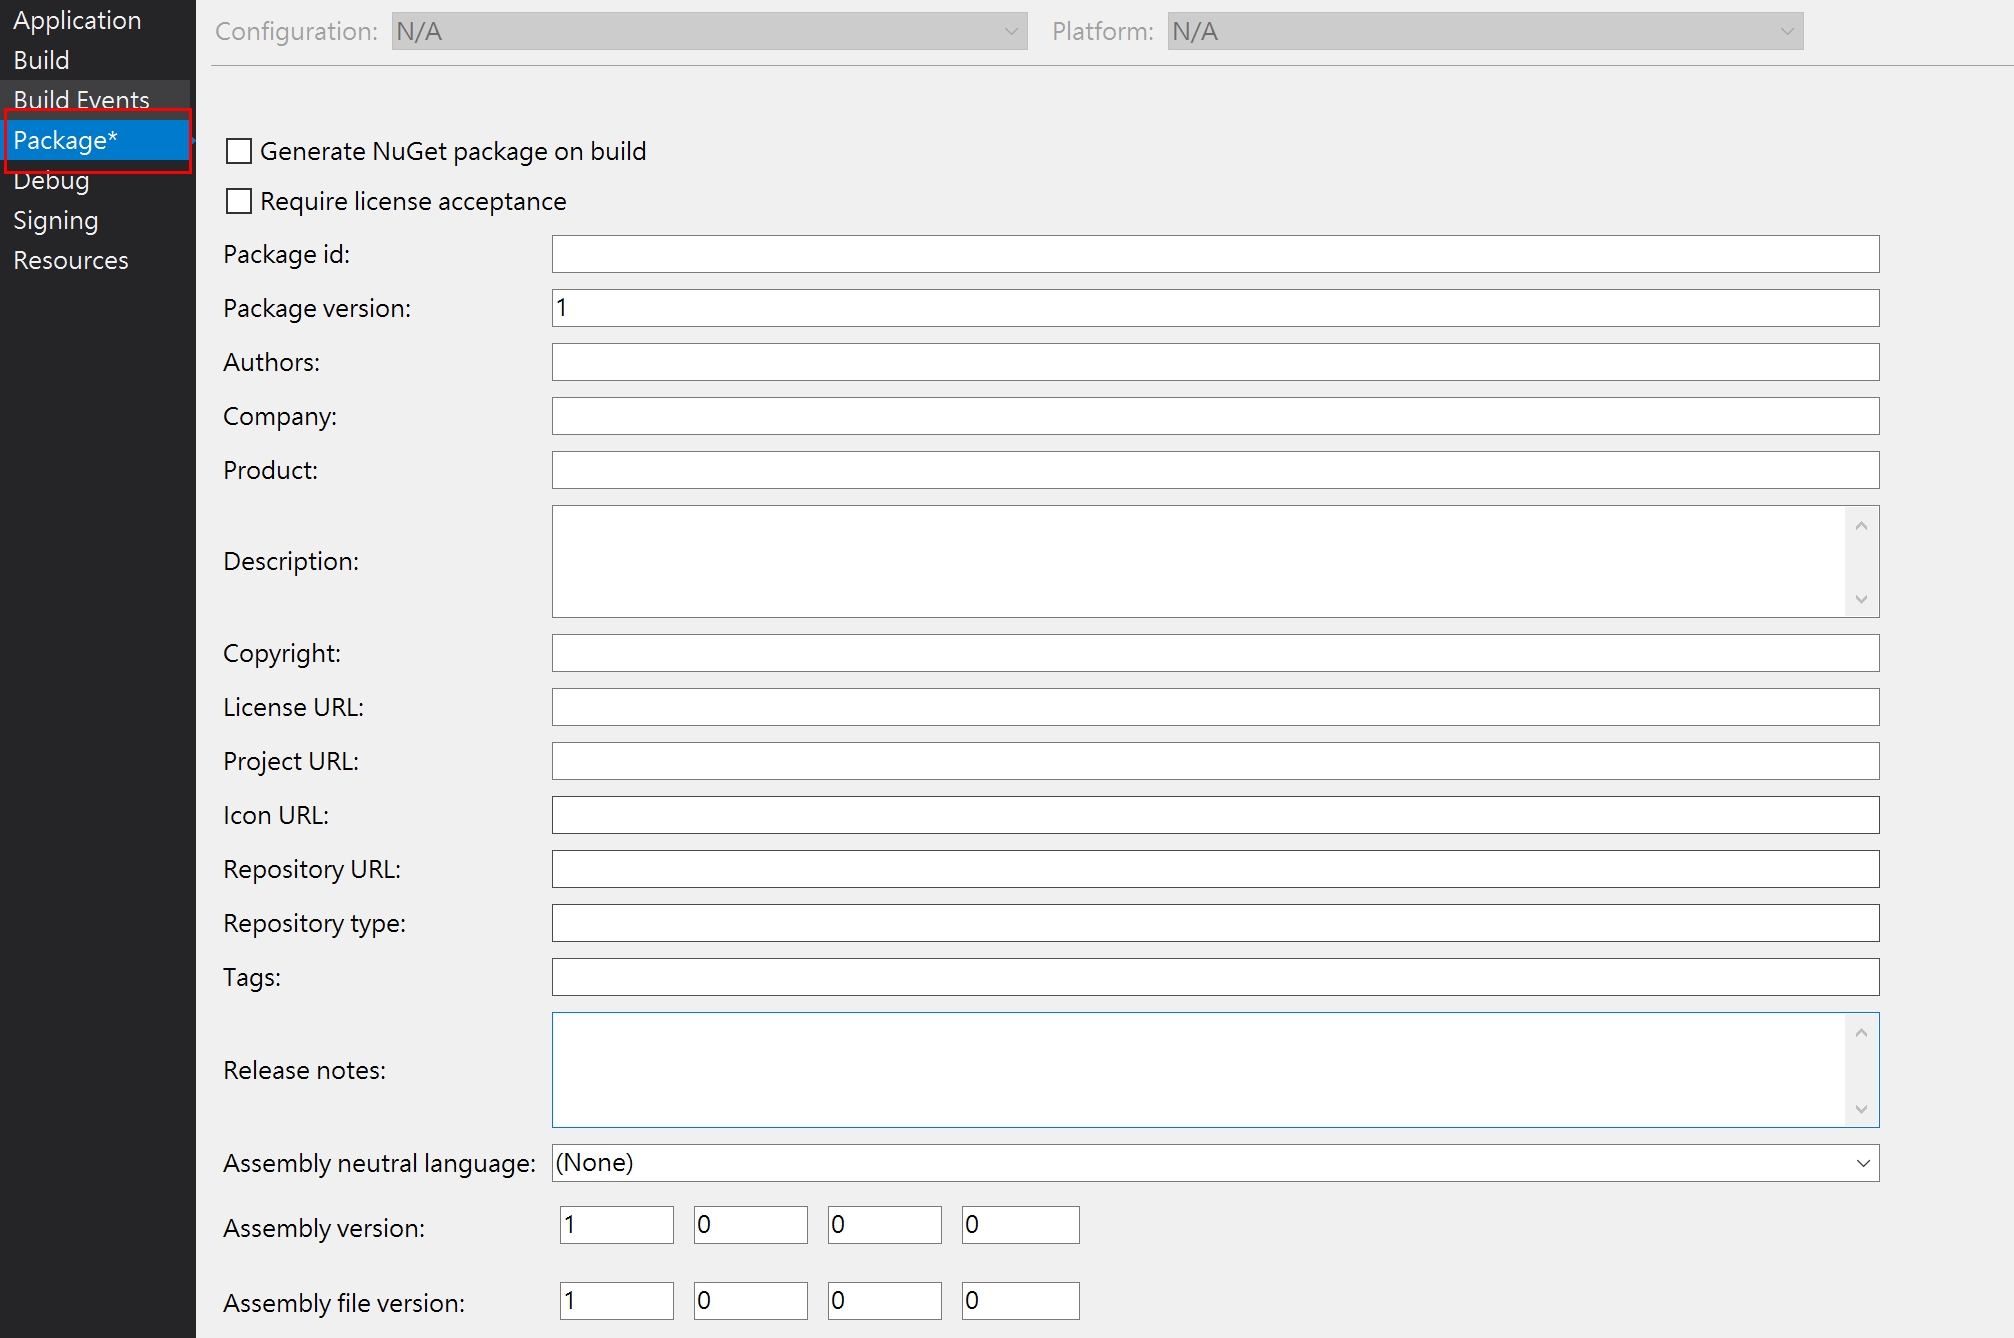 Application
Build
Build Events
Package*
Debug
Signing
Resources
Configuration: N/A Platform: N/A
Generate NuGet package on build
Require license acceptance
Package id:
Package version: 1
Authors:
Company:
Product:
Description:
Copyright:
License URL:
Project URL:
Icon URL:
Repository URL:
Repository type:
Tags:
Release notes:
Assembly neutral language: (None)
Assembly version: 1 0 0 0
Assembly file version: 1 0 0 0